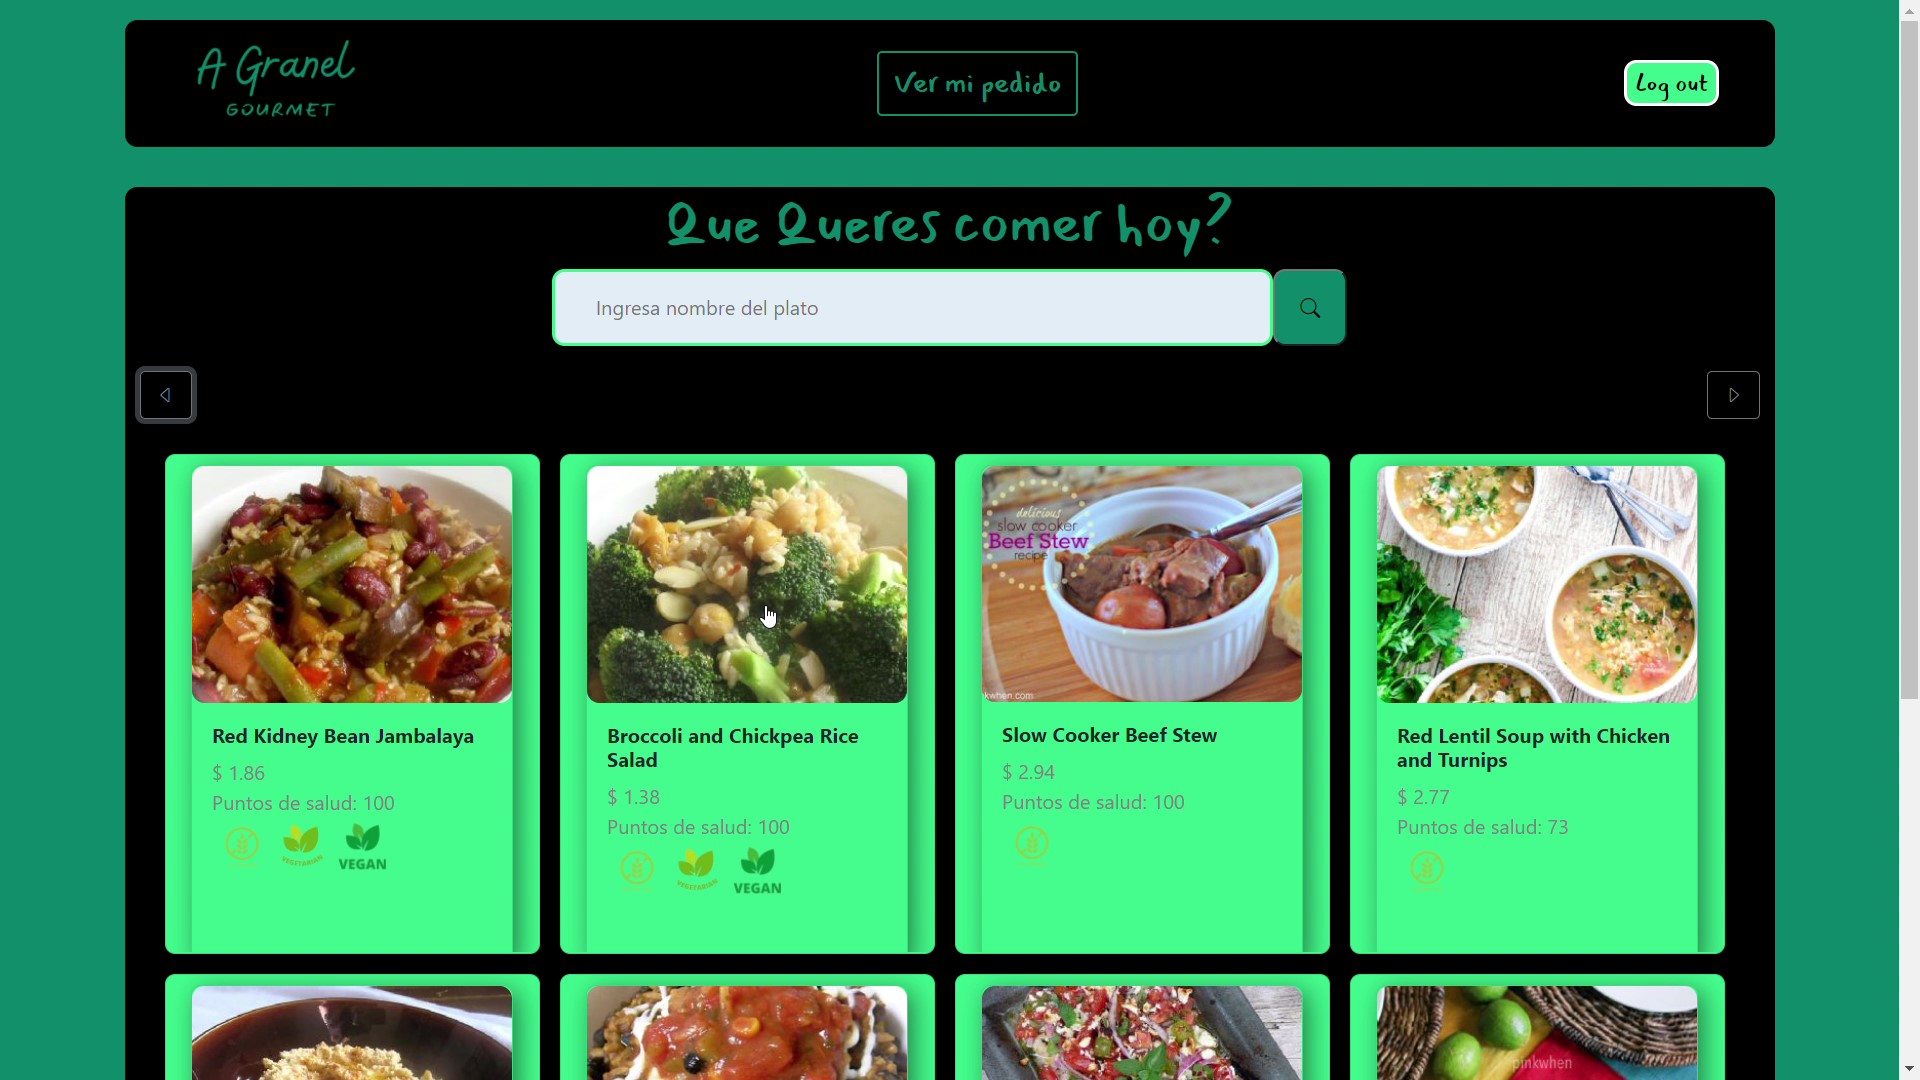 A Granel
GOURMET
Ver mi pedido
Log out
Que Queres comer hoy?
Ingresa nombre del plato
delicious
slow cooker
Beef Stew
recipe
kwhen.com
Red Kidney Bean Jambalaya
$ 1.86
Puntos de salud: 100
VEGETARIAN
VEGAN
Broccoli and Chickpea Rice
Salad
$ 1.38
Puntos de salud: 100
VEGETARIAN
VEGAN
Slow Cooker Beef Stew
$ 2.94
Puntos de salud: 100
Red Lentil Soup with Chicken
and Turnips
$ 2.77
Puntos de salud: 73
pinkwhen